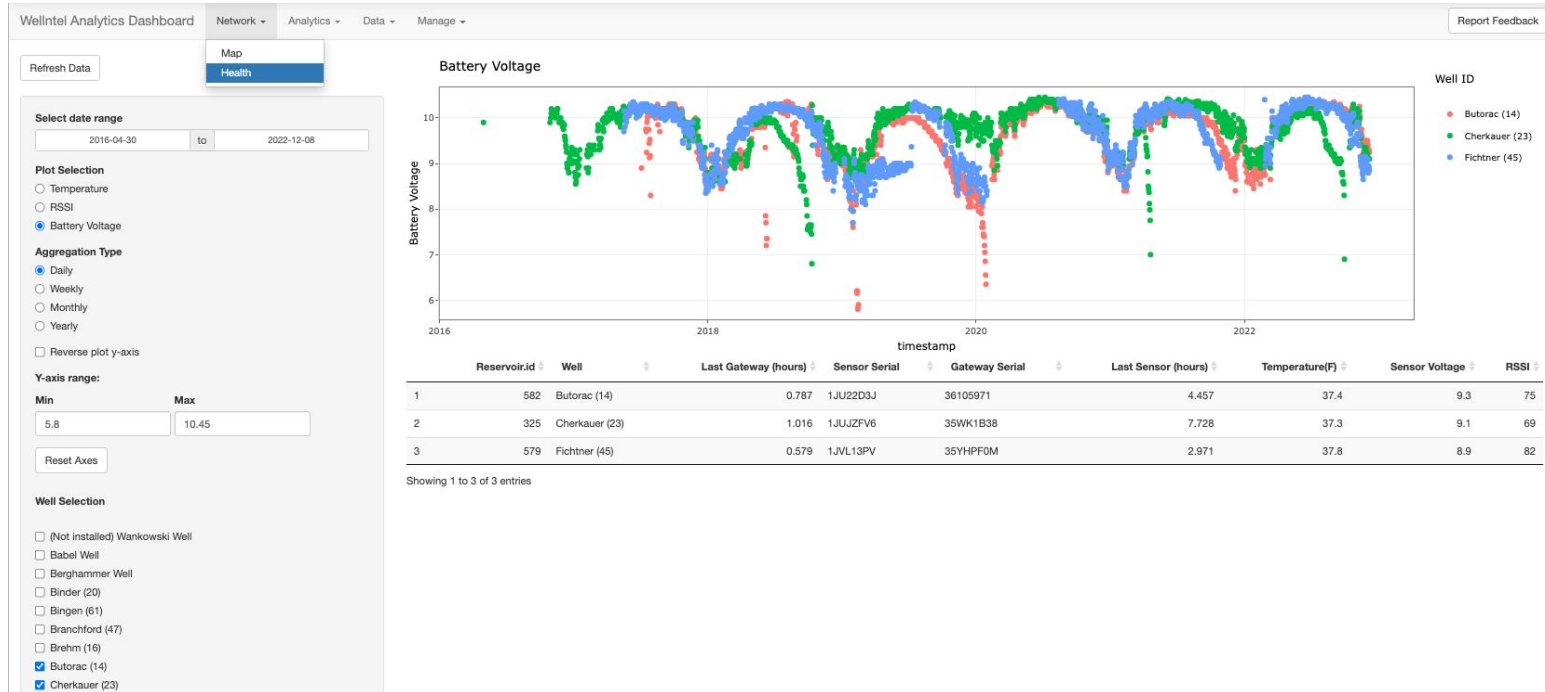 Wellntel Analytics Dashboard Network Analytics Data Manage Report Feedback
Map
Health
Refresh Data
Select date range
2016-04-30 to 2022-12-08
Plot Selection
Temperature
RSSI
Battery Voltage
Aggregation Type
Daily
Weekly
Monthly
Yearly
Reverse plot y-axis
Y-axis range:
Min Max
5.8 10.45
Reset Axes
Well Selection
(Not installed) Wankowski Well
Babel Well
Berghammer Well
Binder (20)
Bingen (61)
Branchford (47)
Brehm (16)
Butorac (14)
Cherkauer (23)
Battery Voltage
Well ID
Butorac (14)
Cherkauer (23)
Fichtner (45)
Battery Voltage
10
9
8
7
6
2016 2018 2020 2022
timestamp
Reservoir.id Well Last Gateway (hours) Sensor Serial Gateway Serial Last Sensor (hours) Temperature(F) Sensor Voltage RSSI
1 582 Butorac (14) 0.787 1JU22D3J 36105971 4.457 37.4 9.3 75
2 325 Cherkauer (23) 1.016 1JUJZFV6 35WK1B38 7.728 37.3 9.1 69
3 579 Fichtner (45) 0.579 1JVL13PV 35YHPF0M 2.971 37.8 8.9 82
Showing 1 to 3 of 3 entries